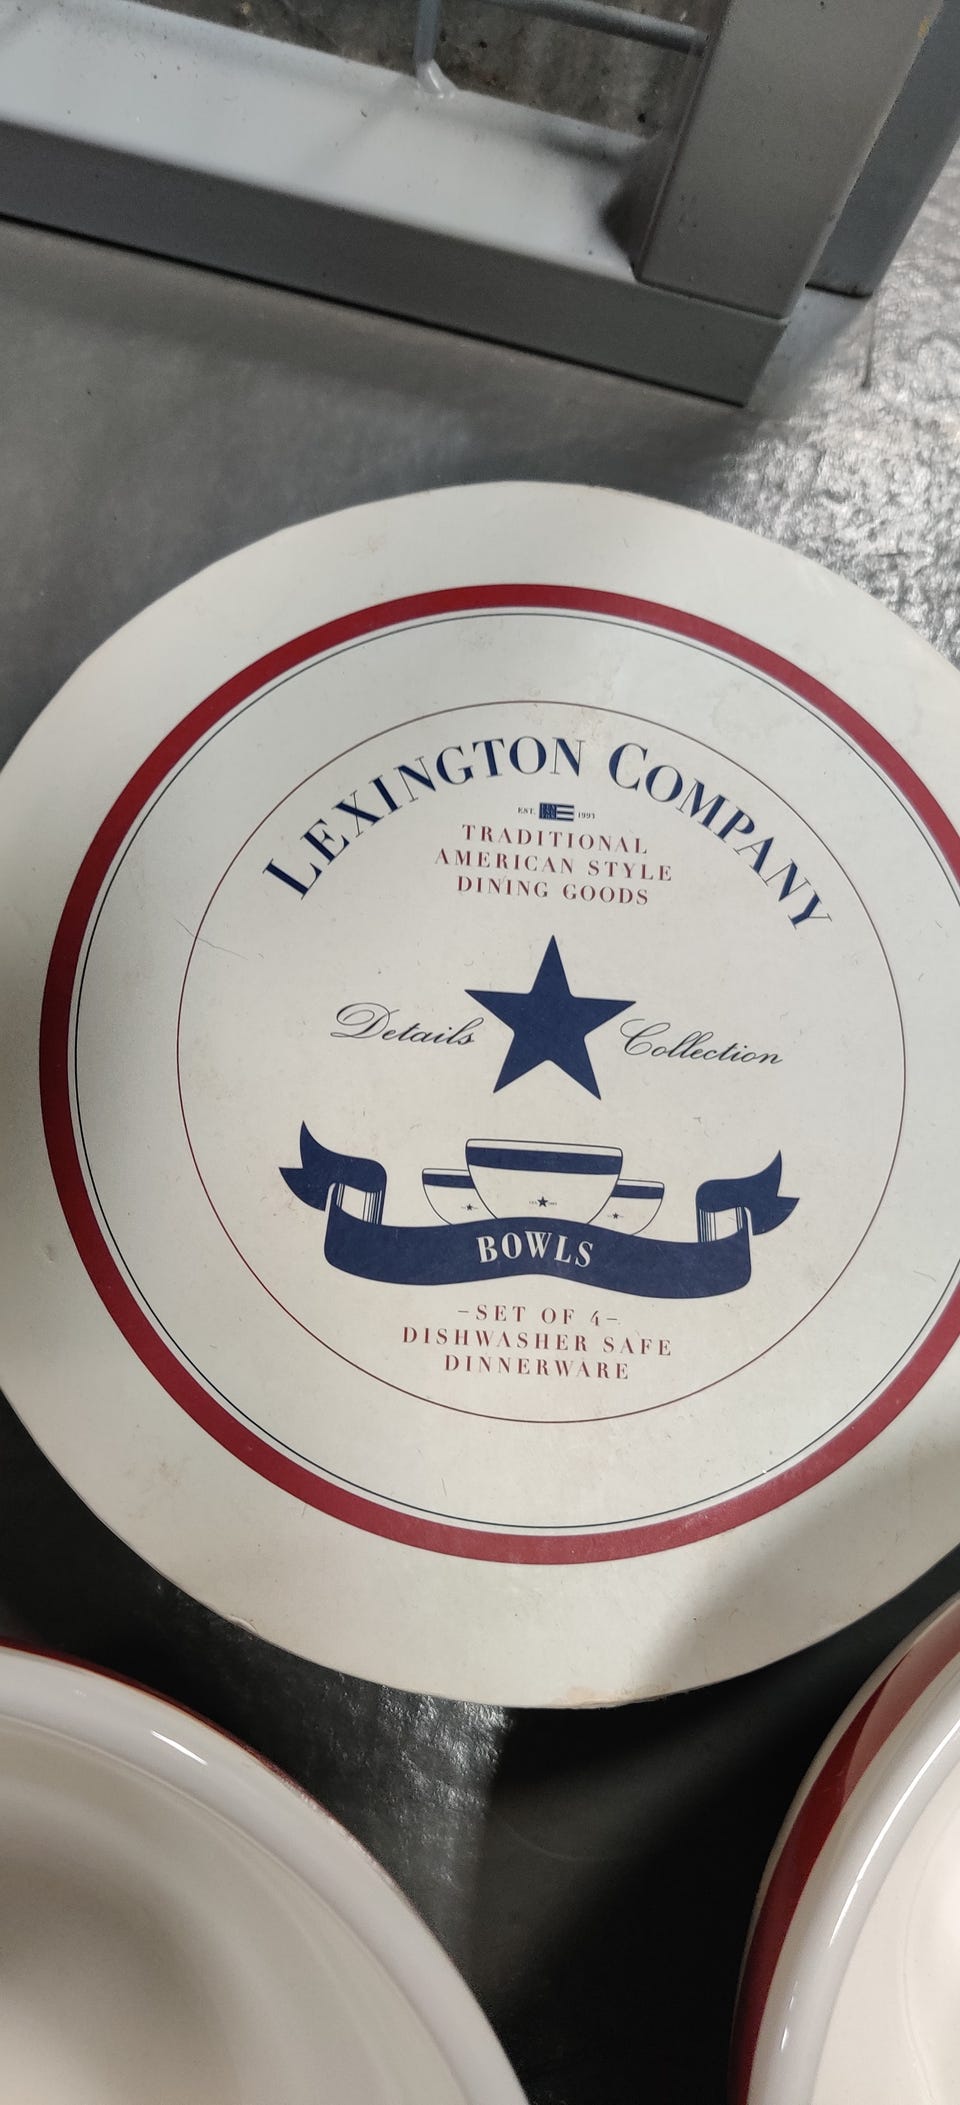 LEXINGTON COMPANY
EST. 1993
TRADITIONAL
AMERICAN STYLE
DINING GOODS
Details Collection
BOWLS
–SET OF 4–
DISHWASHER SAFE
DINNERWARE